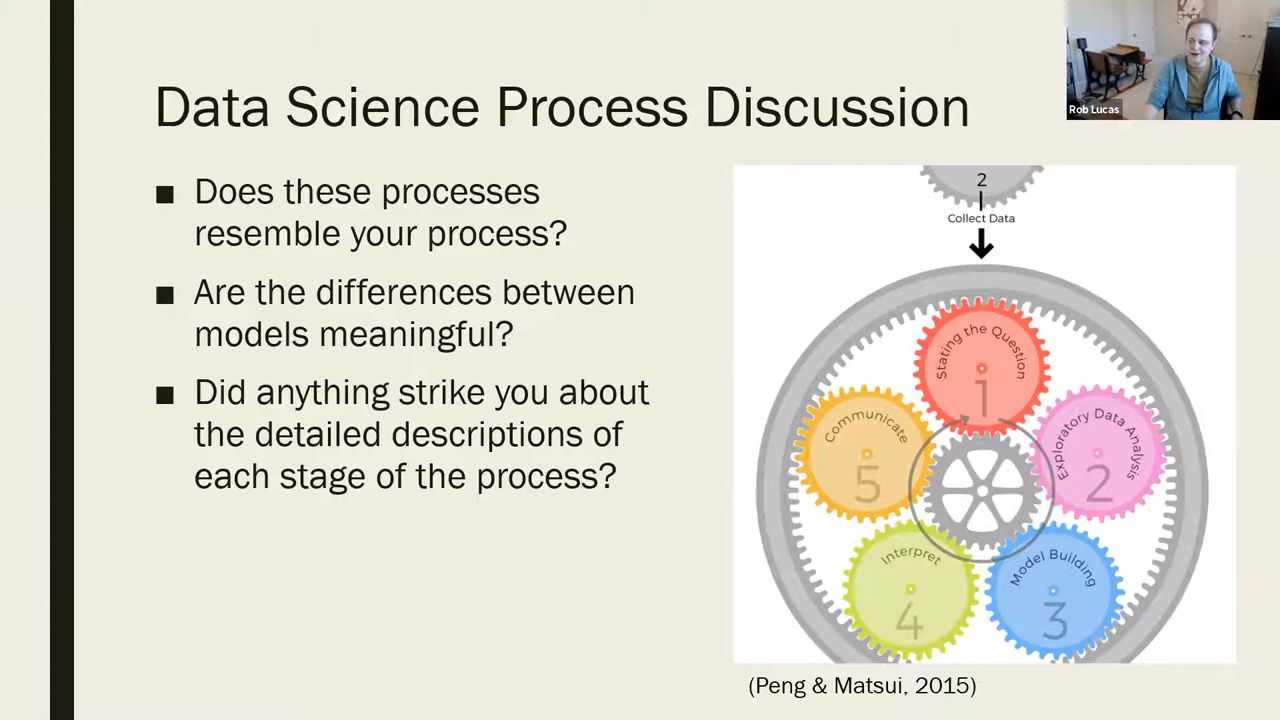 Data Science Process Discussion
Rob Lucas
■ Does these processes
resemble your process?
■ Are the differences between
models meaningful?
■ Did anything strike you about
the detailed descriptions of
each stage of the process?
2
Collect Data
Stating the Question
1
Exploratory Data Analysis
2
Model Building
3
Interpret
4
Communicate
5
(Peng & Matsui, 2015)